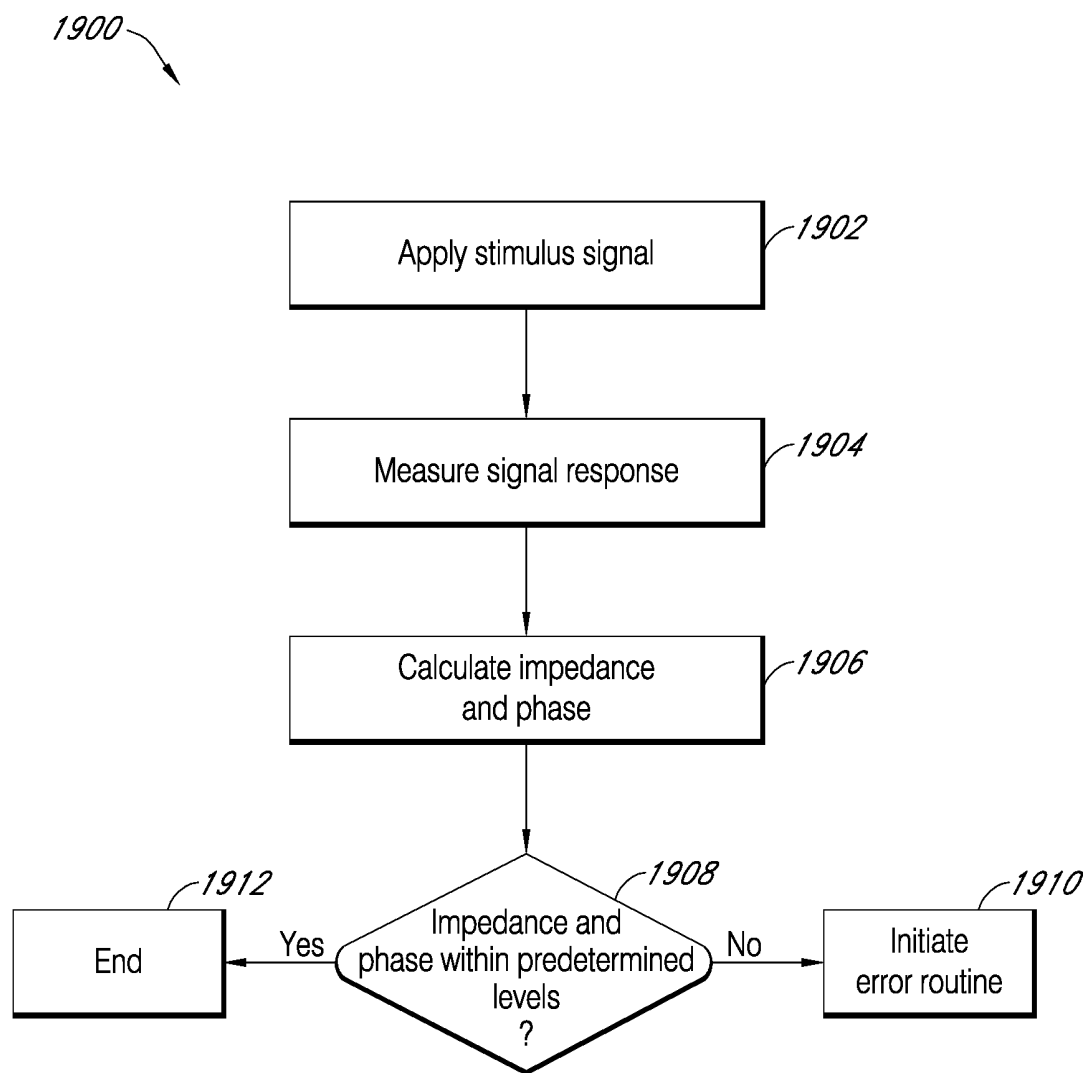 1900
1902
Apply stimulus signal
1904
Measure signal response
1906
Calculate impedance
and phase
1908
Impedance and
phase within predetermined
levels
?
Yes
1912
End
No
1910
Initiate
error routine